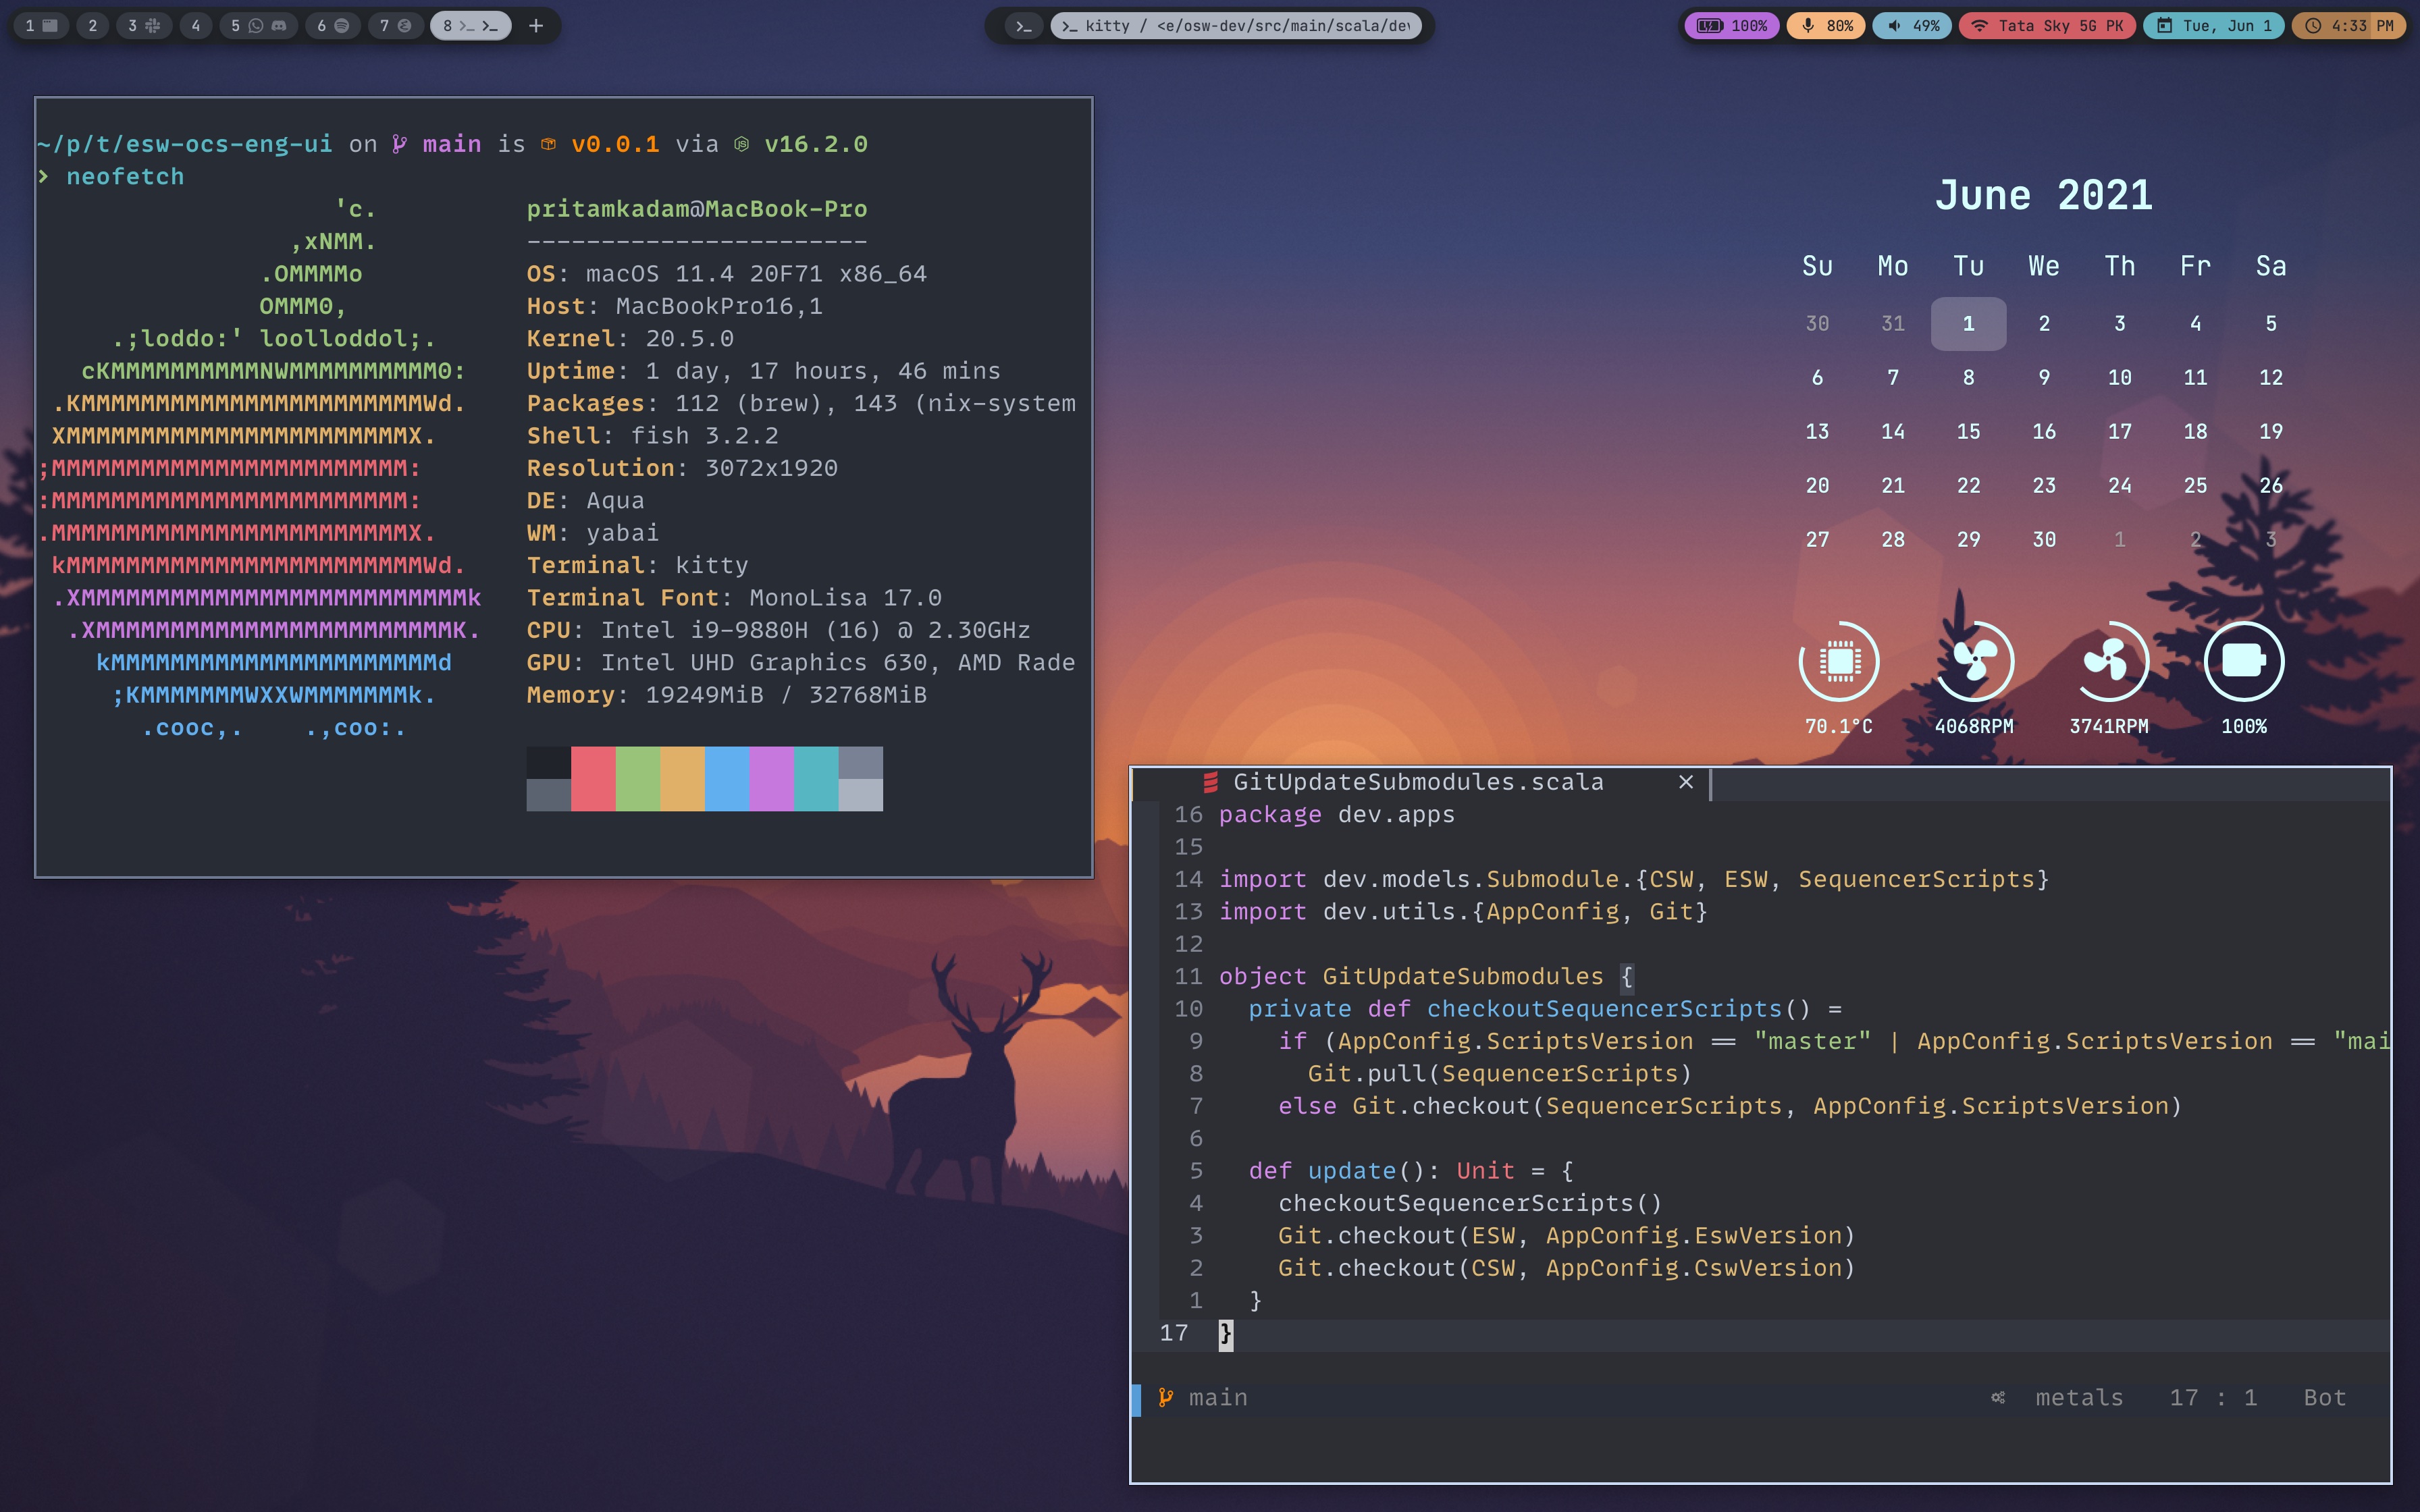 1 2 3 4 5 6 7 8 +
kitty / <e/osw-dev/src/main/scala/dev
100% 80% 49% Tata Sky 5G PK Tue, Jun 1 4:33 PM
~/p/t/esw-ocs-eng-ui on main is v0.0.1 via v16.2.0
> neofetch
'c.
,xNMM.
.OMMMMo
OMMM0,
.;loddo:' loolloddol;.
cKMMMMMMMMMMNWMMMMMMMMMM0:
.KMMMMMMMMMMMMMMMMMMMMMMMWd.
XMMMMMMMMMMMMMMMMMMMMMMMX.
;MMMMMMMMMMMMMMMMMMMMMMMM:
:MMMMMMMMMMMMMMMMMMMMMMMM:
.MMMMMMMMMMMMMMMMMMMMMMMMX.
kMMMMMMMMMMMMMMMMMMMMMMMMWd.
.XMMMMMMMMMMMMMMMMMMMMMMMMMMk
.XMMMMMMMMMMMMMMMMMMMMMMMMK.
kMMMMMMMMMMMMMMMMMMMMMMd
;KMMMMMMMWXXWMMMMMMMk.
.cooc,. .,coo:.
pritamkadam@MacBook-Pro
-----------------------
OS: macOS 11.4 20F71 x86_64
Host: MacBookPro16,1
Kernel: 20.5.0
Uptime: 1 day, 17 hours, 46 mins
Packages: 112 (brew), 143 (nix-system
Shell: fish 3.2.2
Resolution: 3072x1920
DE: Aqua
WM: yabai
Terminal: kitty
Terminal Font: MonoLisa 17.0
CPU: Intel i9-9880H (16) @ 2.30GHz
GPU: Intel UHD Graphics 630, AMD Rade
Memory: 19249MiB / 32768MiB
June 2021
Su Mo Tu We Th Fr Sa
30 31 1 2 3 4 5
6 7 8 9 10 11 12
13 14 15 16 17 18 19
20 21 22 23 24 25 26
27 28 29 30 1 2 3
70.1°C 4068RPM 3741RPM 100%
GitUpdateSubmodules.scala ×
16 package dev.apps
15
14 import dev.models.Submodule.{CSW, ESW, SequencerScripts}
13 import dev.utils.{AppConfig, Git}
12
11 object GitUpdateSubmodules {
10 private def checkoutSequencerScripts() =
9 if (AppConfig.ScriptsVersion == "master" | AppConfig.ScriptsVersion == "mai
8 Git.pull(SequencerScripts)
7 else Git.checkout(SequencerScripts, AppConfig.ScriptsVersion)
6
5 def update(): Unit = {
4 checkoutSequencerScripts()
3 Git.checkout(ESW, AppConfig.EswVersion)
2 Git.checkout(CSW, AppConfig.CswVersion)
1 }
17 }
main metals 17 : 1 Bot